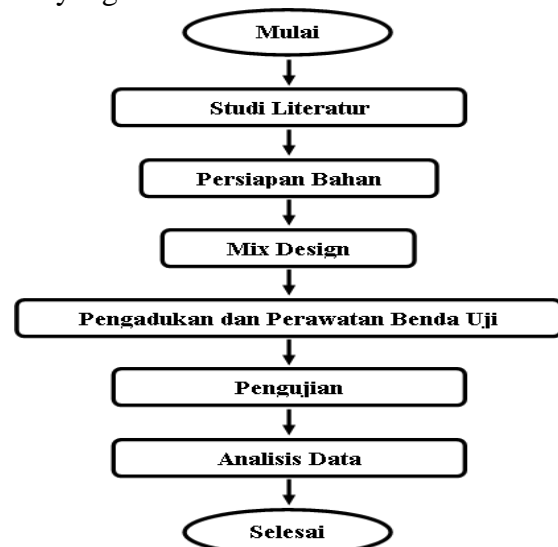 Mulai
Studi Literatur
Persiapan Bahan
Mix Design
Pengadukan dan Perawatan Benda Uji
Pengujian
Analisis Data
Selesai